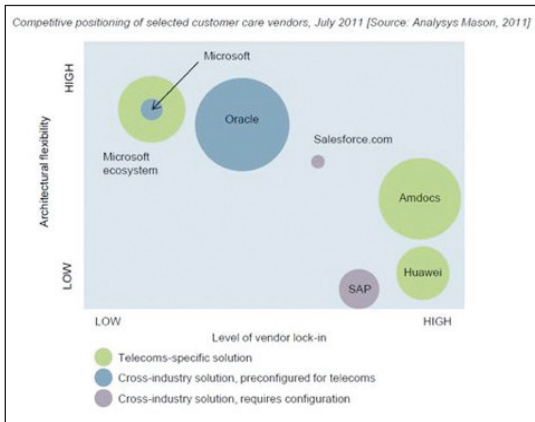 Competitive positioning of selected customer care vendors, July 2011 [Source: Analysys Mason, 2011]
HIGH
Architectural flexibility
LOW
Microsoft
Oracle
Microsoft
ecosystem
Salesforce.com
Amdocs
Huawei
SAP
LOW
HIGH
Level of vendor lock-in
Telecoms-specific solution
Cross-industry solution, preconfigured for telecoms
Cross-industry solution, requires configuration